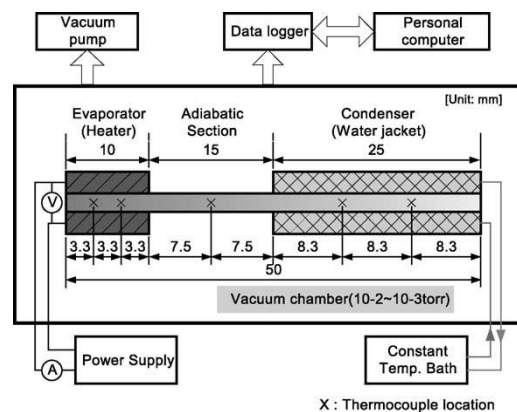 Vacuum
pump
Data logger
Personal
computer
[Unit: mm]
Evaporator
(Heater)
Adiabatic
Section
Condenser
(Water jacket)
10
15
25
V
3.3
3.3
3.3
7.5
7.5
8.3
8.3
8.3
50
Vacuum chamber(10-2~10-3torr)
Power Supply
Constant
Temp. Bath
A
X : Thermocouple location